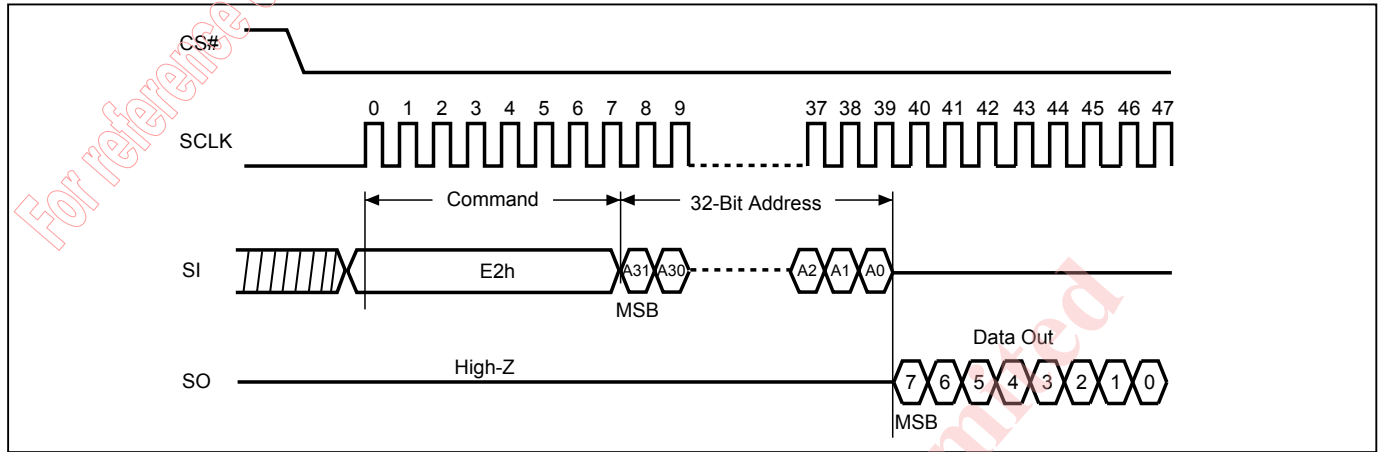 CS#
0 1 2 3 4 5 6 7 8 9 37 38 39 40 41 42 43 44 45 46 47
SCLK
Command 32-Bit Address
SI E2h A31 A30 A2 A1 A0
MSB
Data Out
High-Z
SO 7 6 5 4 3 2 1 0
MSB
For reference
mited